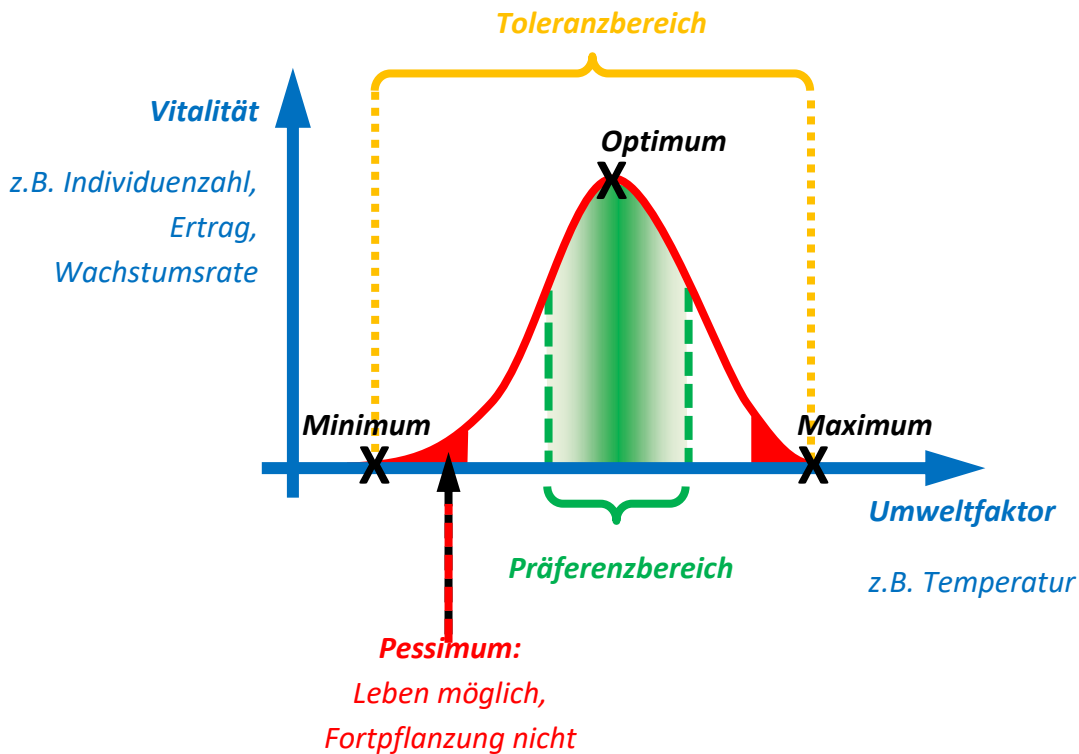 Toleranzbereich
Vitalität
z.B. Individuenzahl,
Ertrag,
Wachstumsrate
Optimum
X
Minimum
X
Maximum
X
Umweltfaktor
z.B. Temperatur
Präferenzbereich
Pessimum:
Leben möglich,
Fortpflanzung nicht